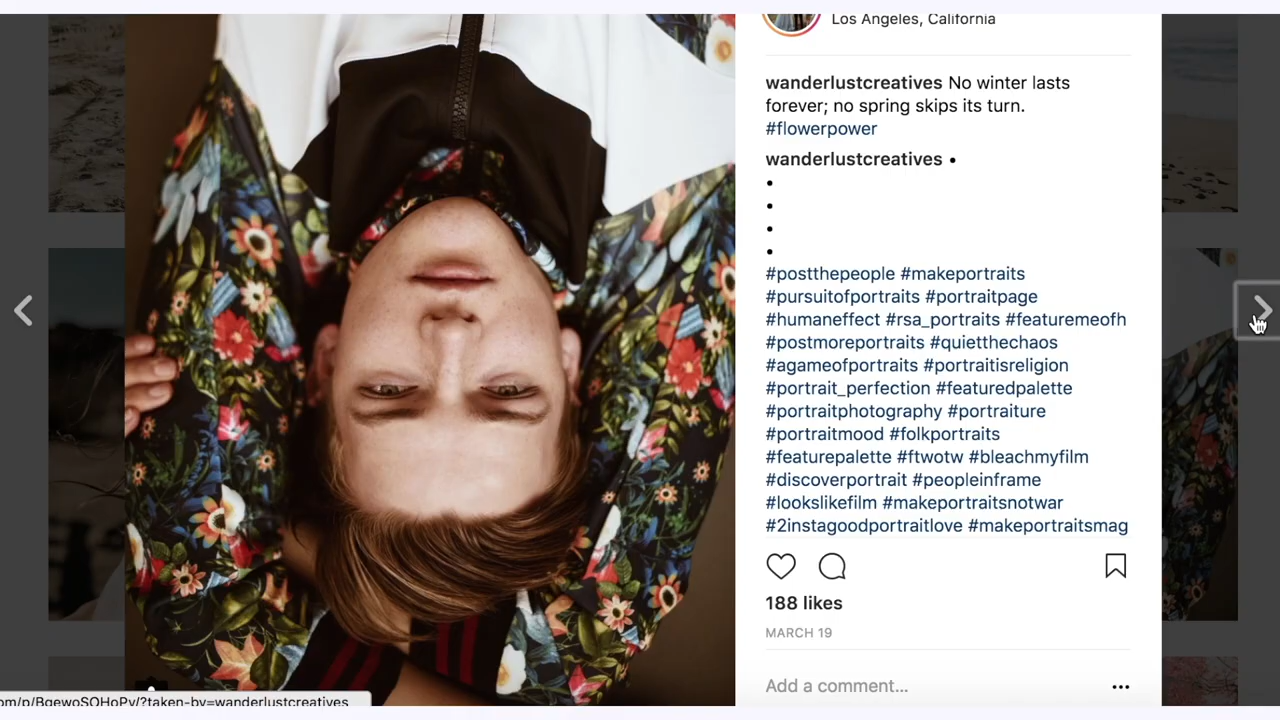 Los Angeles, California
wanderlustcreatives No winter lasts
forever; no spring skips its turn.
#flowerpower
wanderlustcreatives •
•
•
•
•
#postthepeople #makeportraits
#pursuitofportraits #portraitpage
#humaneffect #rsa_portraits #featuremeofh
#postmoreportraits #quietthechaos
#agameofportraits #portraitisreligion
#portrait_perfection #featuredpalette
#portraitphotography #portraiture
#portraitmood #folkportraits
#featurepalette #ftwotw #bleachmyfilm
#discoverportrait #peopleinframe
#lookslikefilm #makeportraitsnotwar
#2instagoodportraitlove #makeportraitsmag
188 likes
MARCH 19
Add a comment...
om/p/BgewoSOHoPv/?taken-by=wanderlustcreatives